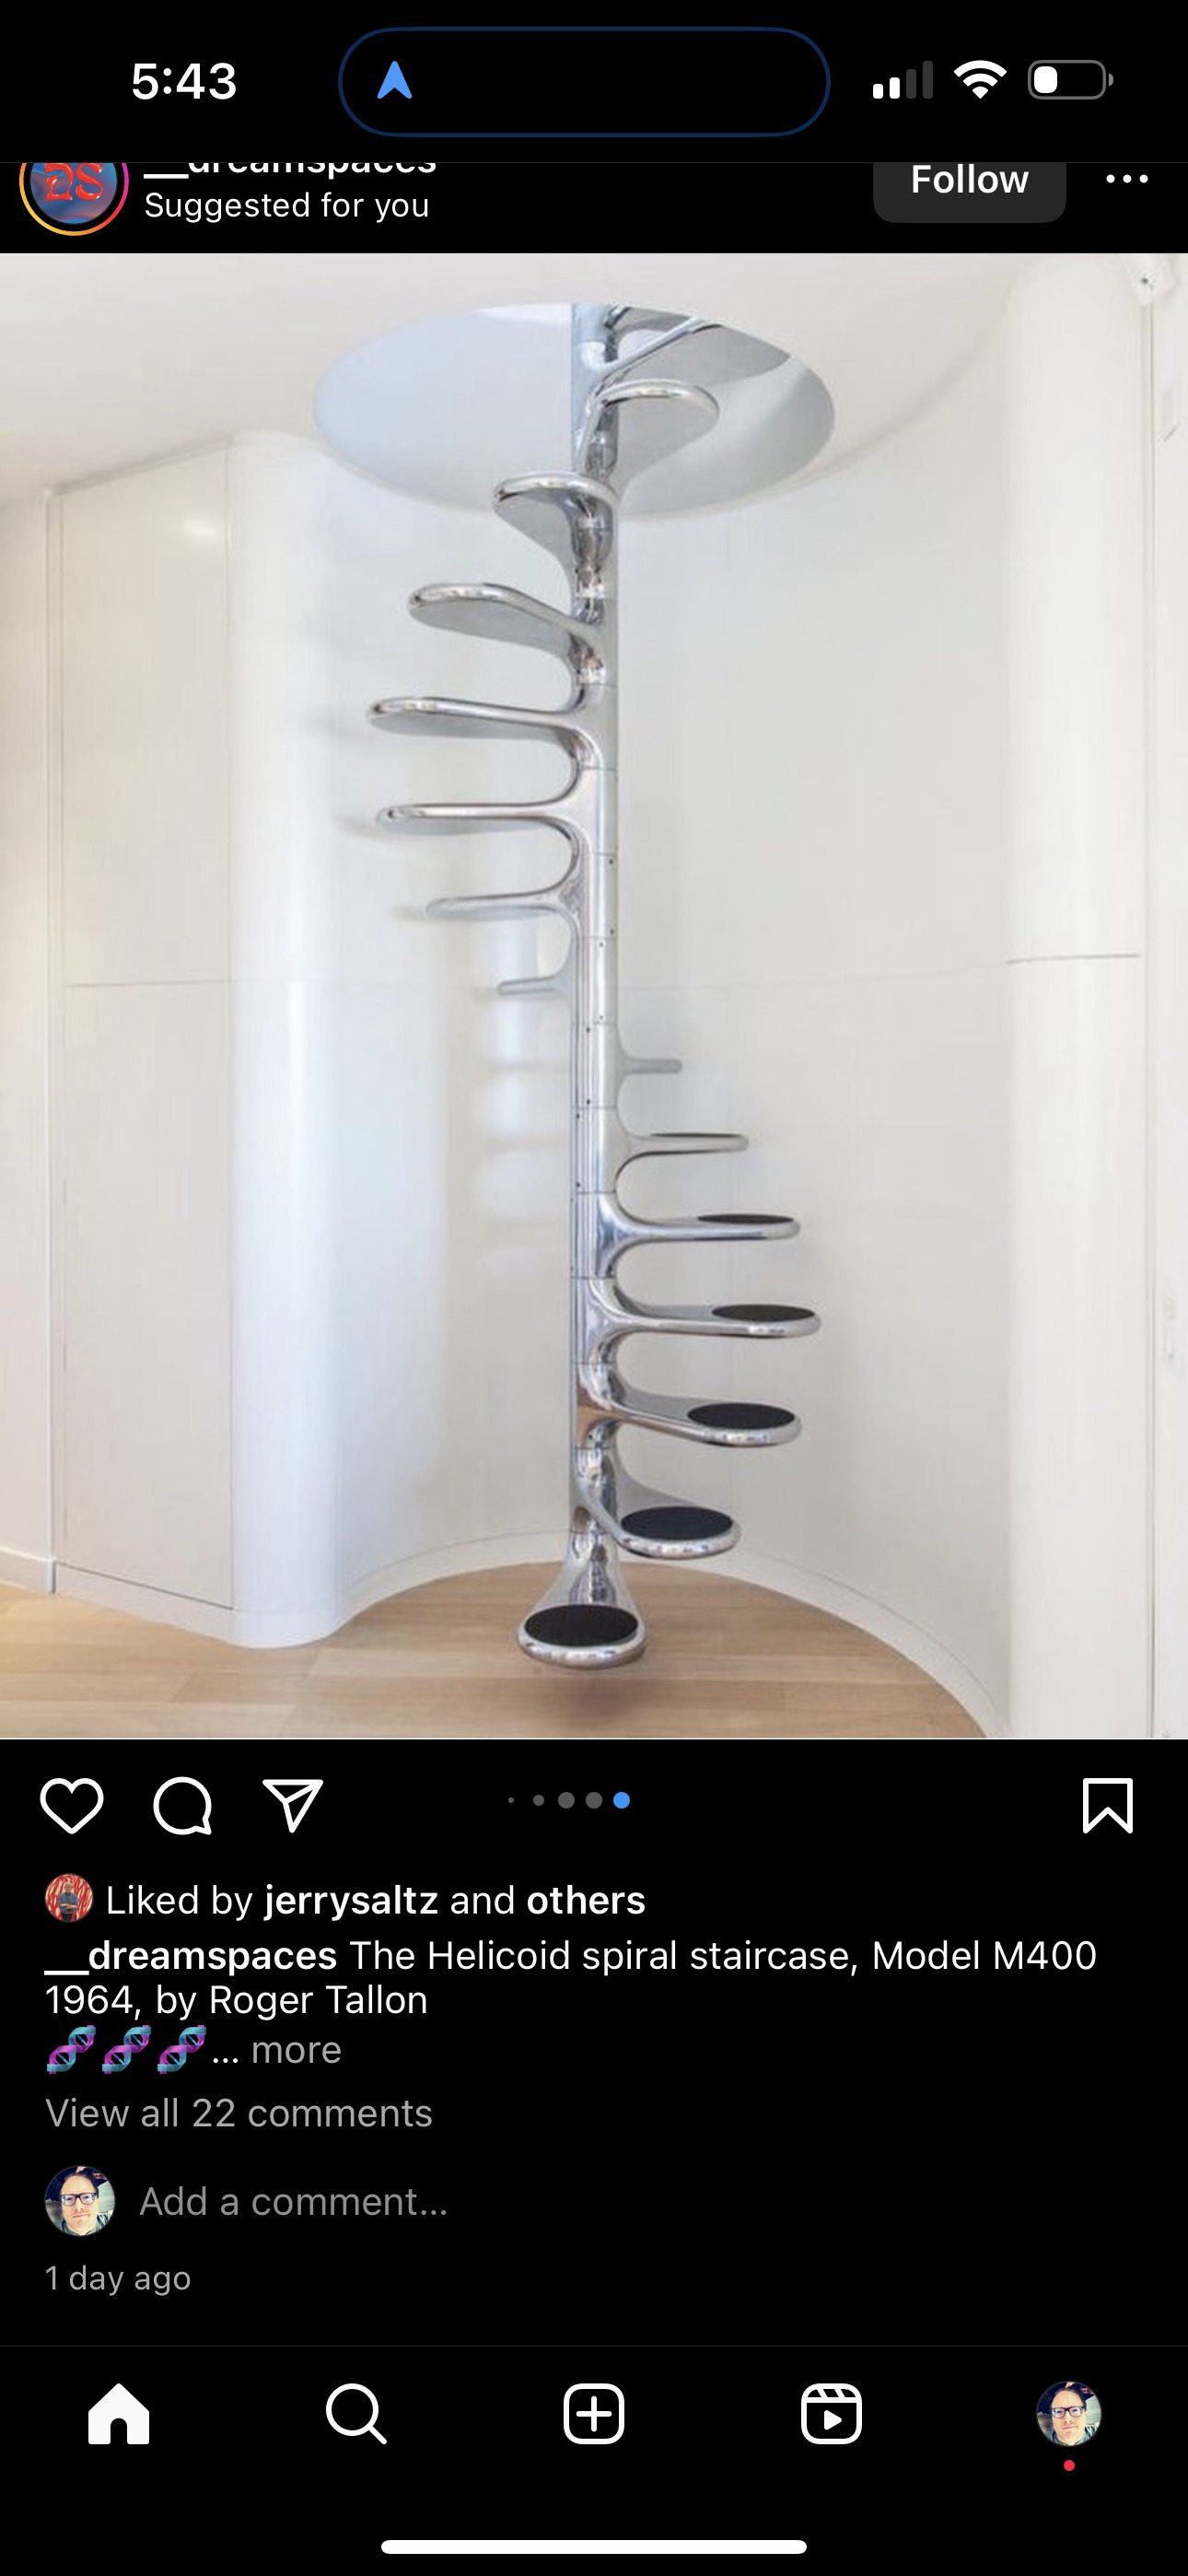 5:43
__dreamspaces
Suggested for you
Follow
The Helicoid spiral staircase, Model M400
1964, by Roger Tallon
🧬🧬🧬... more
Liked by jerrysaltz and others
View all 22 comments
Add a comment...
1 day ago